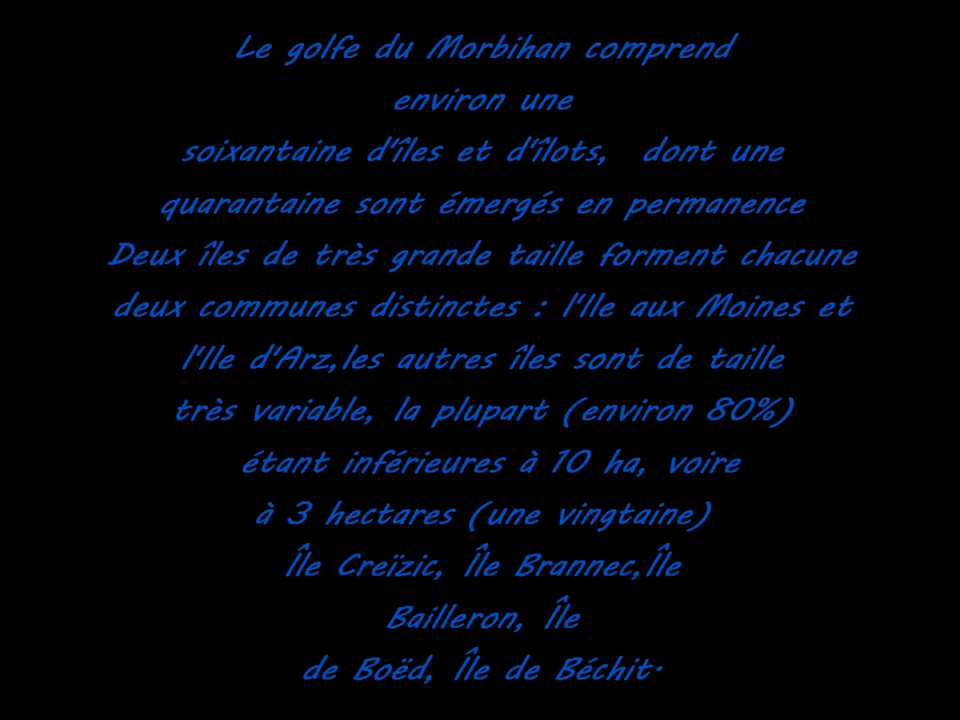 Le golfe du Morbihan comprend
environ une
soixantaine d'îles et d'îlots, dont une
quarantaine sont émergés en permanence
Deux îles de très grande taille forment chacune
deux communes distinctes : l'Ile aux Moines et
l'Ile d'Arz,les autres îles sont de taille
très variable, la plupart (environ 80%)
étant inférieures à 10 ha, voire
à 3 hectares (une vingtaine)
Île Creïzic, Île Brannec,Île
Bailleron, Île
de Boëd, Île de Béchit.